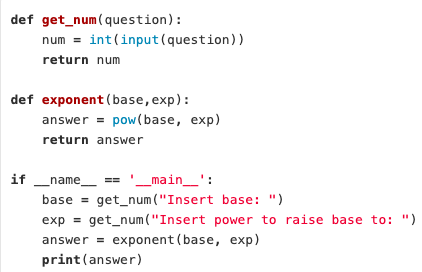 def get_num(question):
    num = int(input(question))
    return num

def exponent(base,exp):
    answer = pow(base, exp)
    return answer

if __name__ == '__main__':
    base = get_num("Insert base: ")
    exp = get_num("Insert power to raise base to: ")
    answer = exponent(base, exp)
    print(answer)